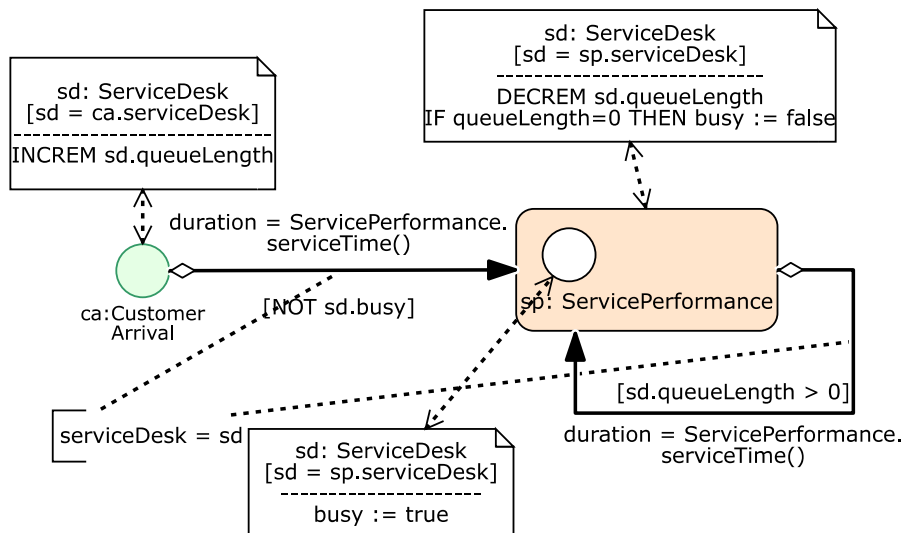 sd: ServiceDesk
[sd = sp.serviceDesk]
DECREM sd.queueLength
IF queueLength=0 THEN busy := false
sd: ServiceDesk
[sd = ca.serviceDesk]
INCREM sd.queueLength
duration = ServicePerformance.
serviceTime()
ca:Customer
Arrival
[NOT sd.busy]
sp: ServicePerformance
[sd.queueLength > 0]
duration = ServicePerformance.
serviceTime()
serviceDesk = sd
sd: ServiceDesk
[sd = sp.serviceDesk]
busy := true